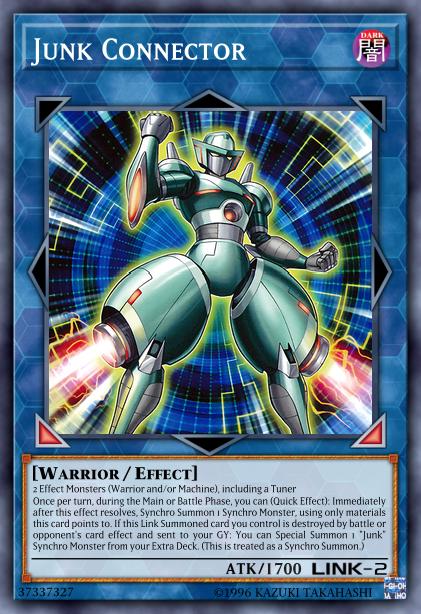 JUNK CONNECTOR
DARK
闇
[WARRIOR / EFFECT]
2 Effect Monsters (Warrior and/or Machine), including a Tuner
Once per turn, during the Main or Battle Phase, you can (Quick Effect): Immediately
after this effect resolves, Synchro Summon 1 Synchro Monster, using only materials
this card points to. If this Link Summoned card you control is destroyed by battle or
opponent's card effect and sent to your GY: You can Special Summon 1 "Junk"
Synchro Monster from your Extra Deck. (This is treated as a Synchro Summon.)
ATK/1700 LINK-2
37337327 ©1996 KAZUKI TAKAHASHI